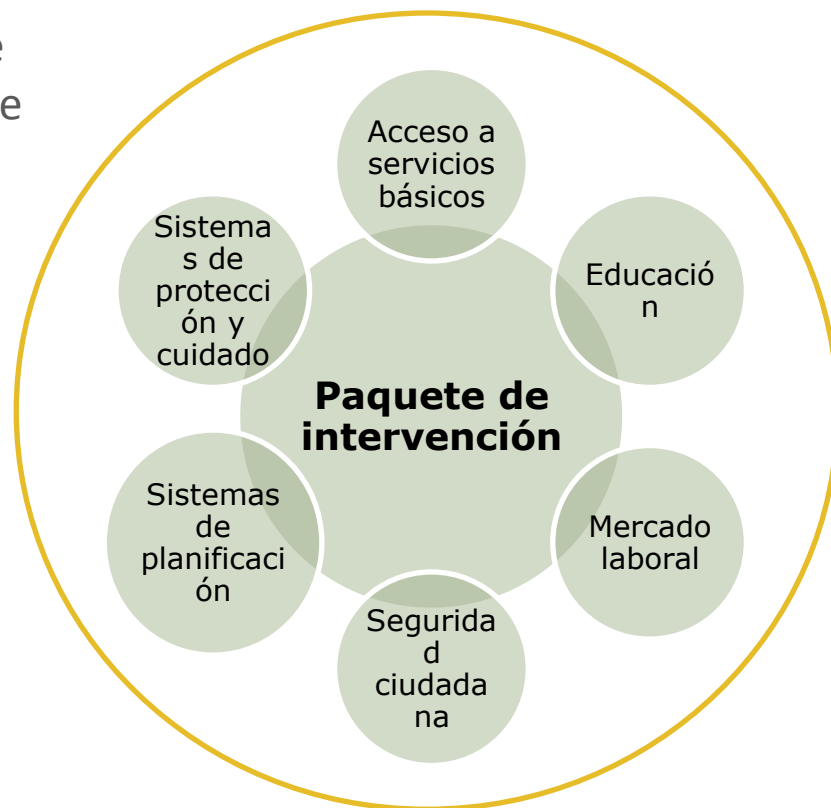 e
e
Acceso a
servicios
básicos
Educació
n
Mercado
laboral
Segurida
d
ciudada
na
Sistemas
de
planificaci
ón
Sistema
s de
protecci
ón y
cuidado
Paquete de
intervención